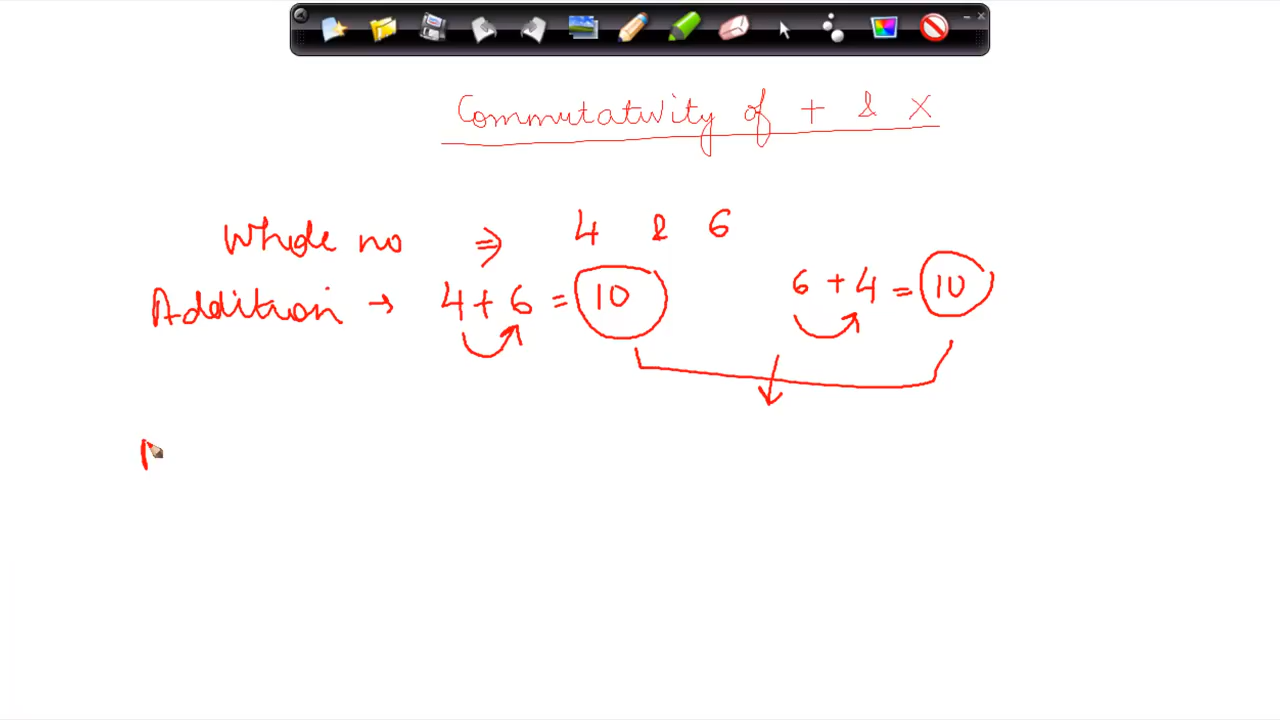 Commutativity of + & X
Whole no ⇒ 4 & 6
Addition → 4 + 6 = 10 6 + 4 = 10